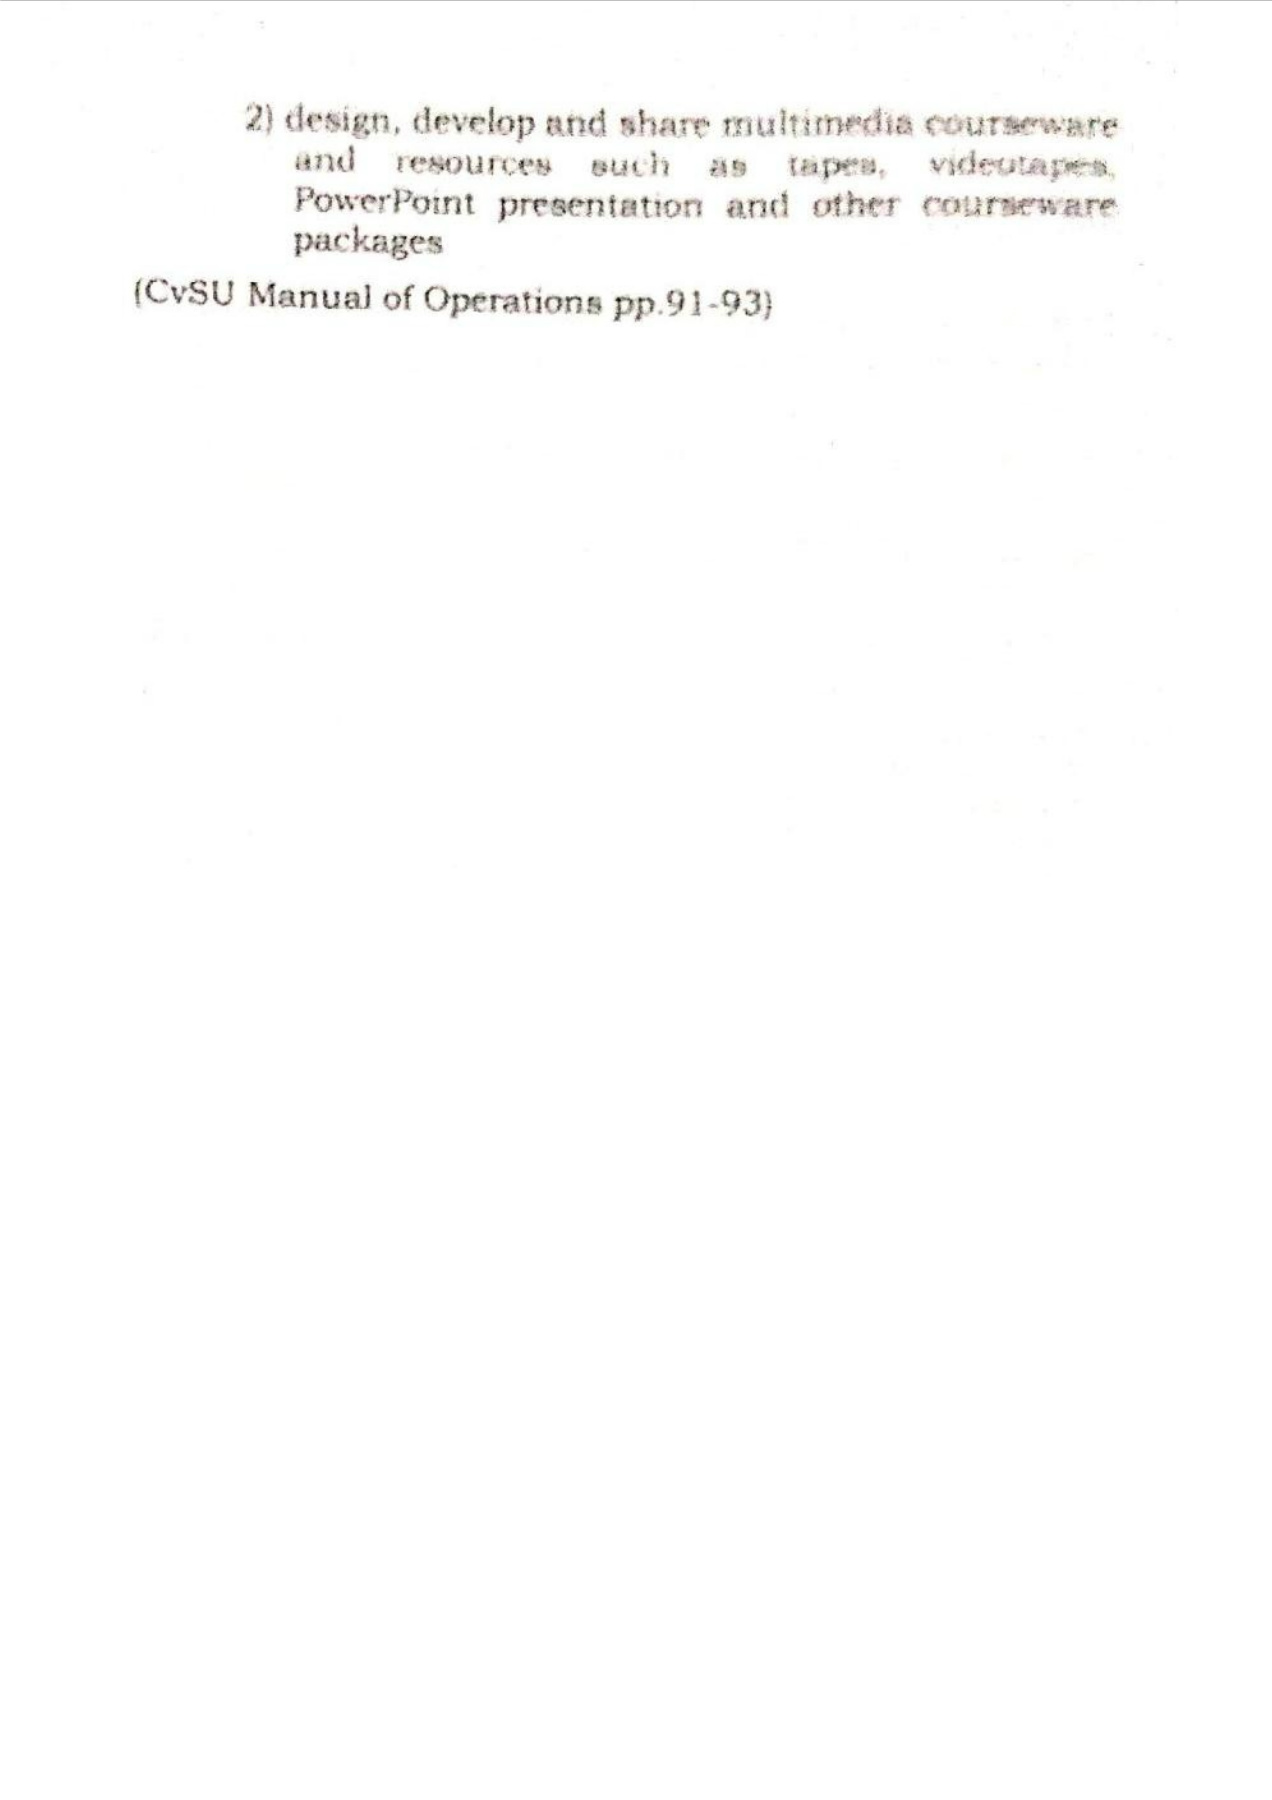 2) design, develop and share multimedia courseware
and resources such as tapes, videotapes,
PowerPoint presentation and other courseware
packages
(CvSU Manual of Operations pp.91-93)